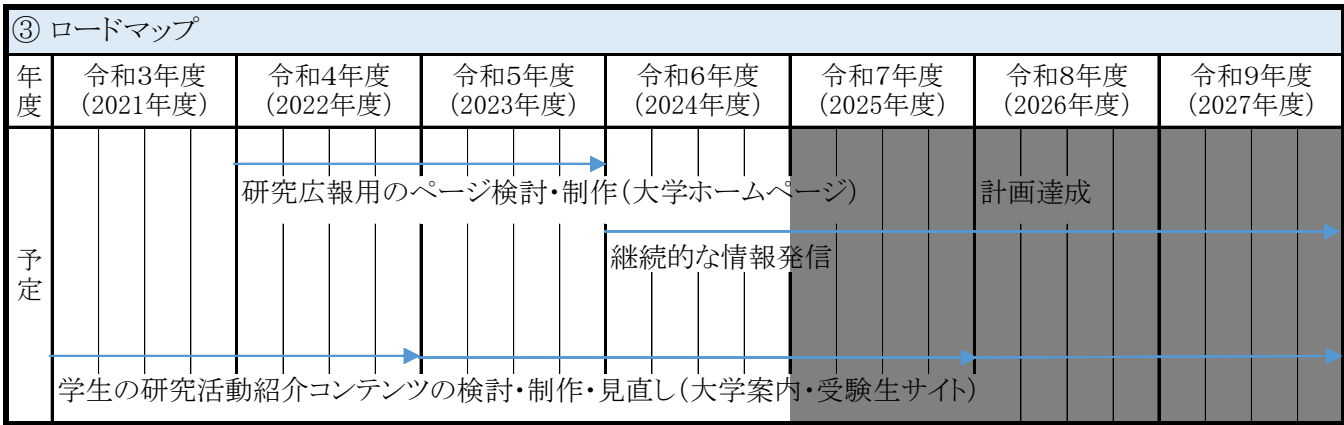 ③ ロードマップ
年度
令和3年度
(2021年度)
令和4年度
(2022年度)
令和5年度
(2023年度)
令和6年度
(2024年度)
令和7年度
(2025年度)
令和8年度
(2026年度)
令和9年度
(2027年度)
予定
研究広報用のページ検討・制作(大学ホームページ)
計画達成
継続的な情報発信
学生の研究活動紹介コンテンツの検討・制作・見直し(大学案内・受験生サイト)